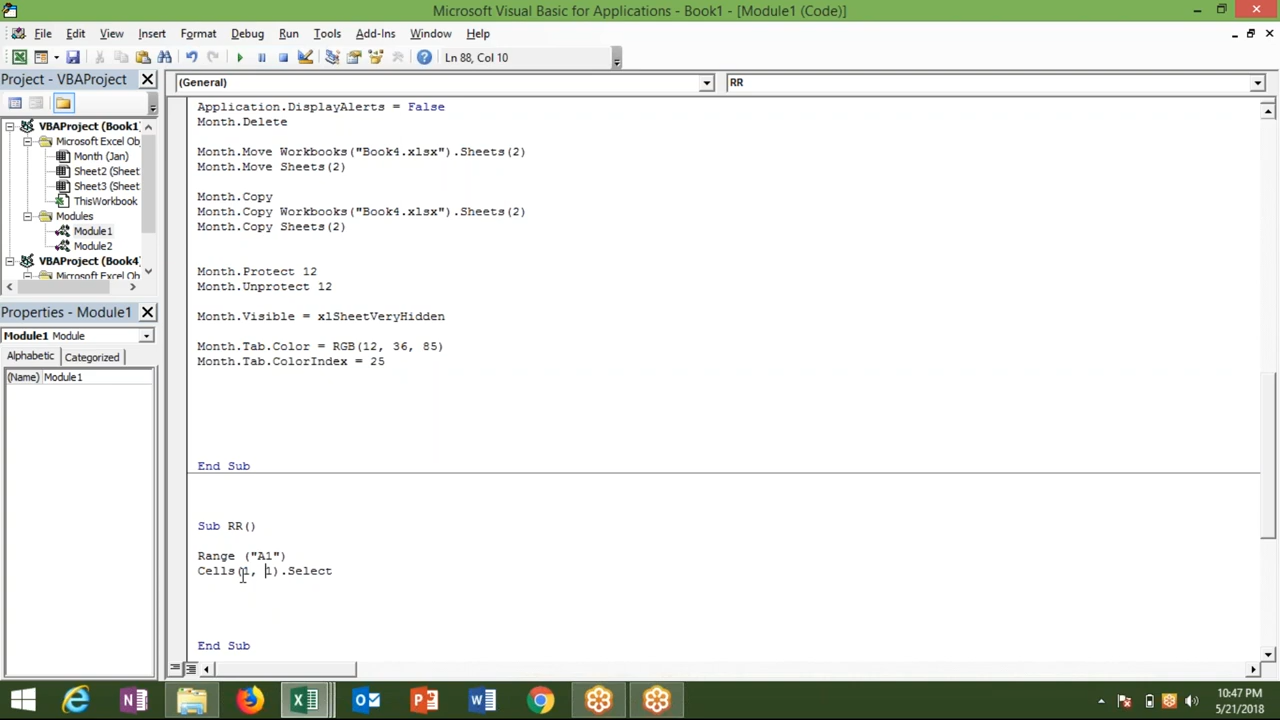 Microsoft Visual Basic for Applications - Book1 - [Module1 (Code)]
File Edit View Insert Format Debug Run Tools Add-Ins Window Help
Ln 88, Col 10
Project - VBAProject
(General)
RR
VBAProject (Book1
Microsoft Excel Ob
Month (Jan)
Sheet2 (Sheet
Sheet3 (Sheet
ThisWorkbook
Modules
Module1
Module2
VBAProject (Book4
Microsoft Excel Ob
Properties - Module1
Module1 Module
Alphabetic Categorized
(Name) Module1
Application.DisplayAlerts = False
Month.Delete
Month.Move Workbooks("Book4.xlsx").Sheets(2)
Month.Move Sheets(2)
Month.Copy
Month.Copy Workbooks("Book4.xlsx").Sheets(2)
Month.Copy Sheets(2)
Month.Protect 12
Month.Unprotect 12
Month.Visible = xlSheetVeryHidden
Month.Tab.Color = RGB(12, 36, 85)
Month.Tab.ColorIndex = 25
End Sub
Sub RR()
Range ("A1")
Cells(1, 1).Select
End Sub
10:47 PM
5/21/2018